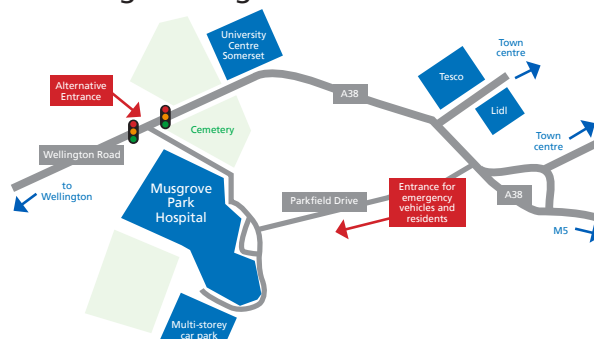 University
Centre
Somerset
Town
centre
Tesco
Alternative
Entrance
A38
Lidl
Cemetery
Town
centre
Wellington Road
to
Wellington
Musgrove
Park
Hospital
Parkfield Drive
Entrance for
emergency
vehicles and
residents
A38
M5
Multi-storey
car park